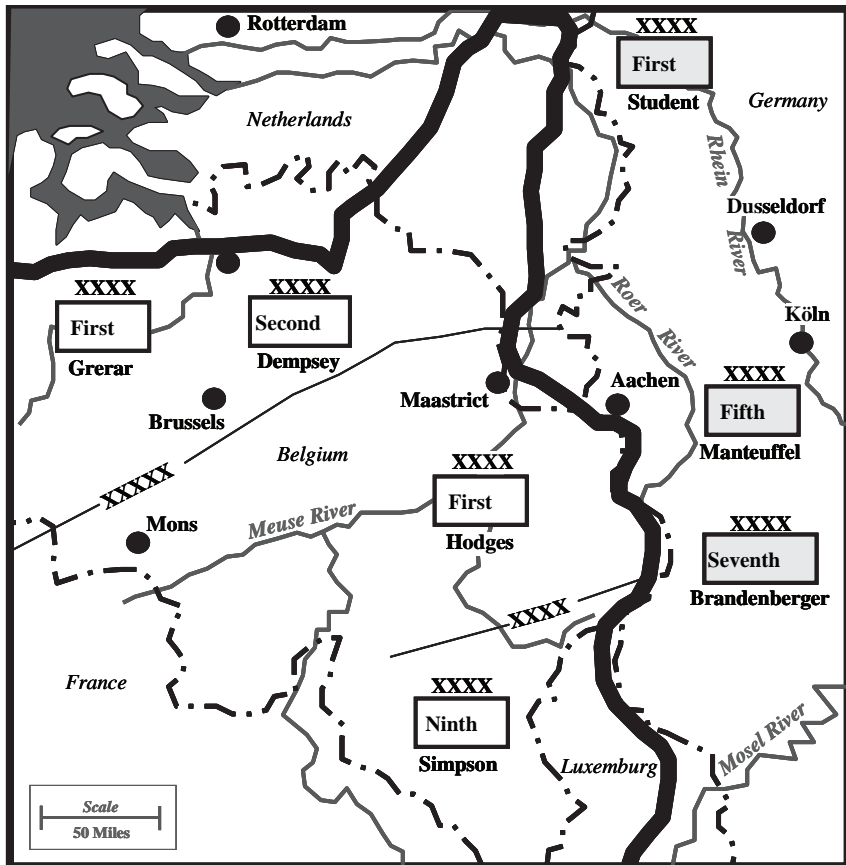 Rotterdam
XXXX
First
Student
Germany
Netherlands
Rhein
River
Dusseldorf
XXXX
First
Grerar
XXXX
Second
Dempsey
Roer
River
Köln
Maastrict
Aachen
XXXX
Fifth
Manteuffel
Brussels
Belgium
XXXXX
XXXX
First
Hodges
Mons
Meuse River
XXXX
Seventh
Brandenberger
XXXX
France
XXXX
Ninth
Simpson
Luxemburg
Mosel River
Scale
50 Miles